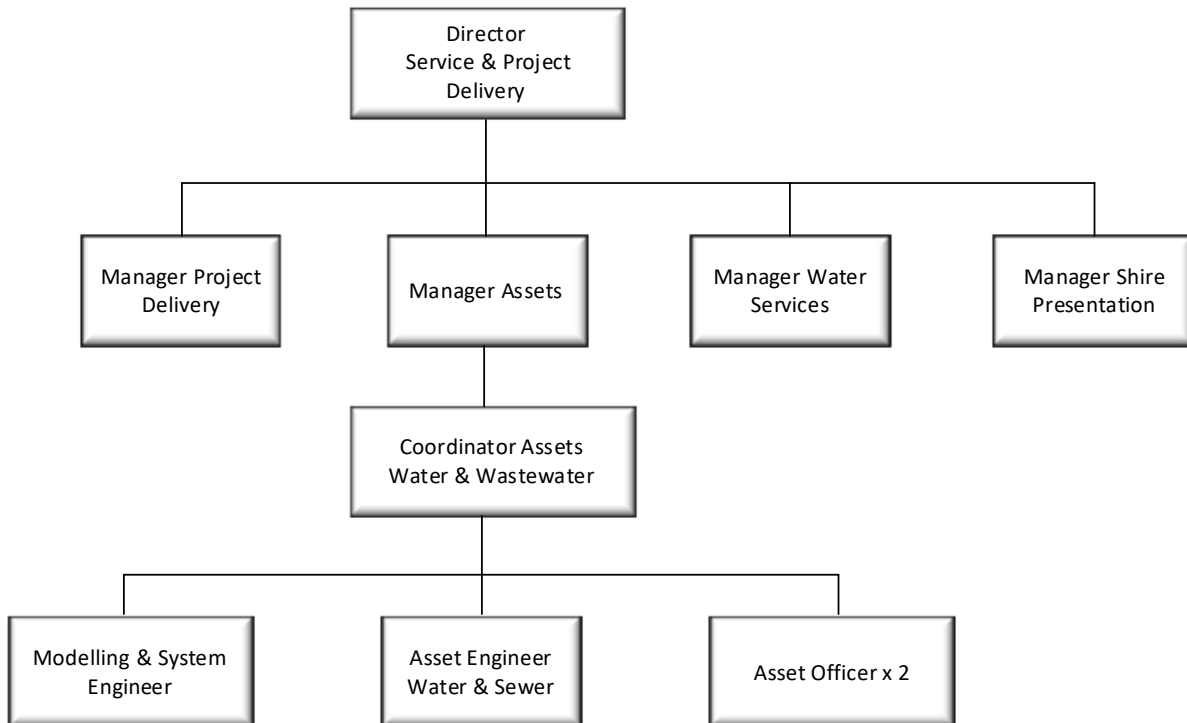 Director
Service & Project
Delivery
Manager Project
Delivery
Manager Assets
Manager Water
Services
Manager Shire
Presentation
Coordinator Assets
Water & Wastewater
Modelling & System
Engineer
Asset Engineer
Water & Sewer
Asset Officer x 2